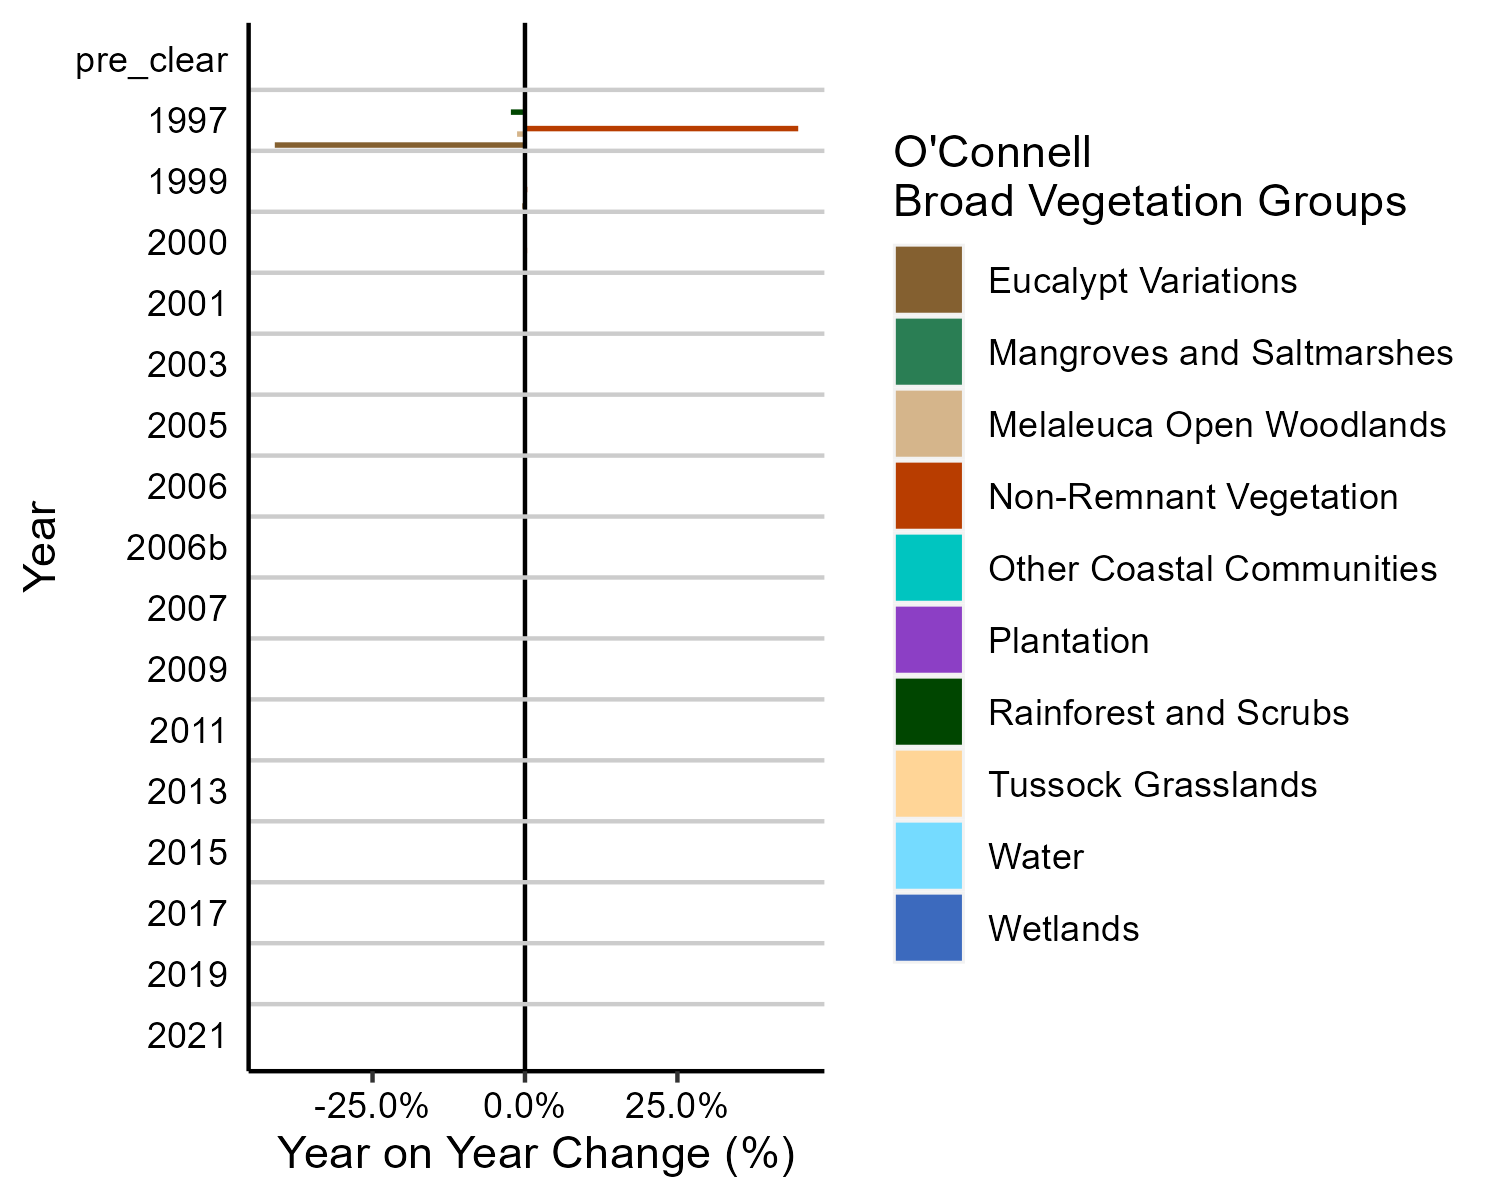 pre_clear
1997
1999
2000
2001
2003
2005
2006
2006b
2007
2009
2011
2013
2015
2017
2019
2021
Year
-25.0% 0.0% 25.0%
Year on Year Change (%)
O'Connell
Broad Vegetation Groups
Eucalypt Variations
Mangroves and Saltmarshes
Melaleuca Open Woodlands
Non-Remnant Vegetation
Other Coastal Communities
Plantation
Rainforest and Scrubs
Tussock Grasslands
Water
Wetlands